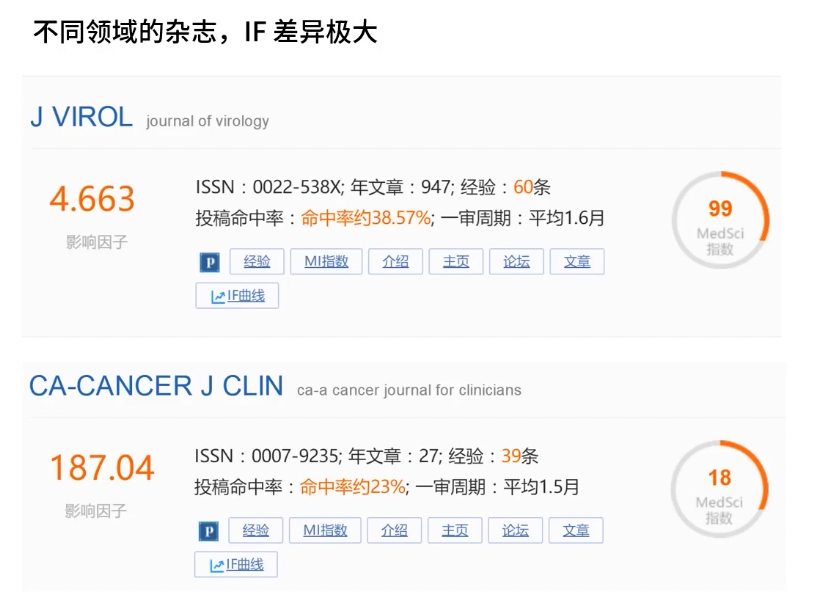 不同领域的杂志，IF 差异极大
J VIROL journal of virology
4.663
影响因子
ISSN：0022-538X; 年文章：947; 经验：60条
投稿命中率：命中率约38.57%; 一审周期：平均1.6月
P 经验 MI指数 介绍 主页 论坛 文章
IF曲线
99
MedSci
指数
CA-CANCER J CLIN ca-a cancer journal for clinicians
187.04
影响因子
ISSN：0007-9235; 年文章：27; 经验：39条
投稿命中率：命中率约23%; 一审周期：平均1.5月
P 经验 MI指数 介绍 主页 论坛 文章
IF曲线
18
MedSci
指数